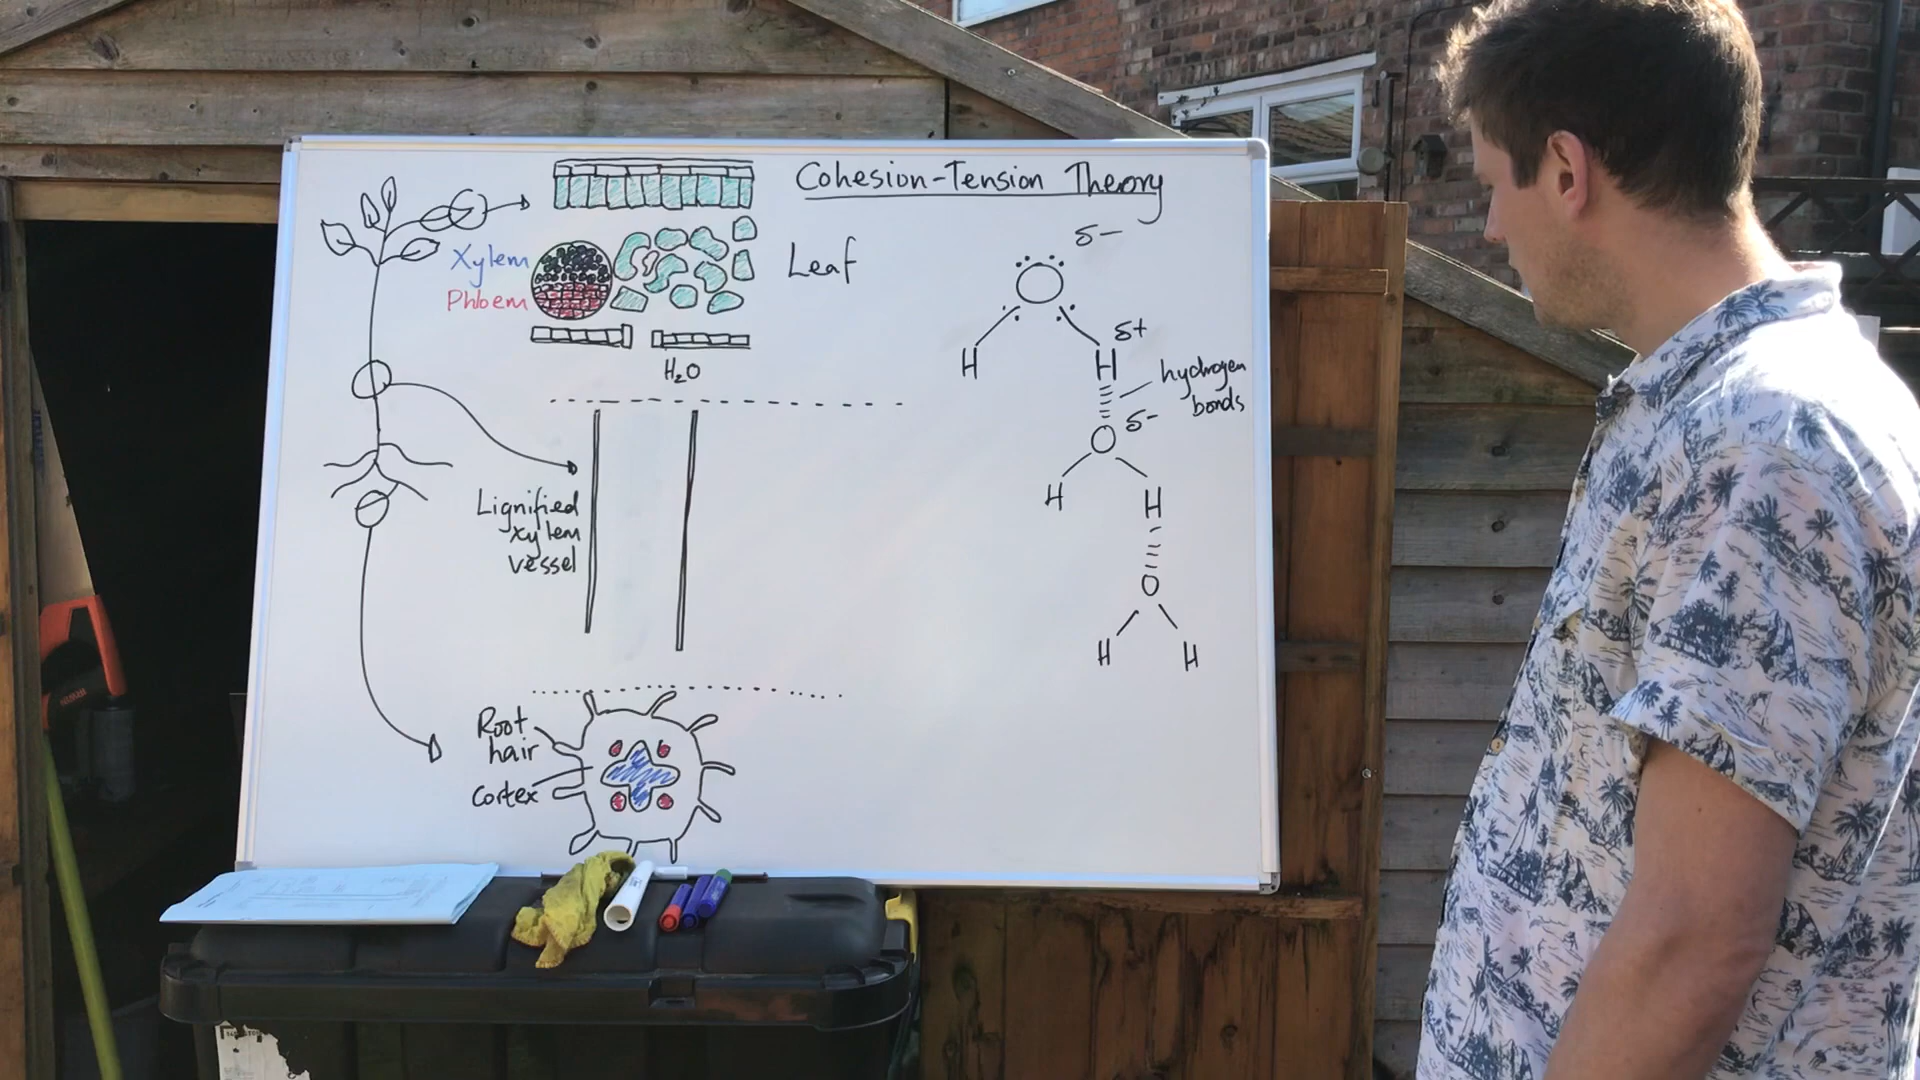 Cohesion-Tension Theory
Xylem
Phloem
Leaf
H₂O
Lignified
xylem
vessel
Root
hair
Cortex
δ-
O
H
H
δ+
hydrogen
bonds
δ-
O
H
H
O
H
H